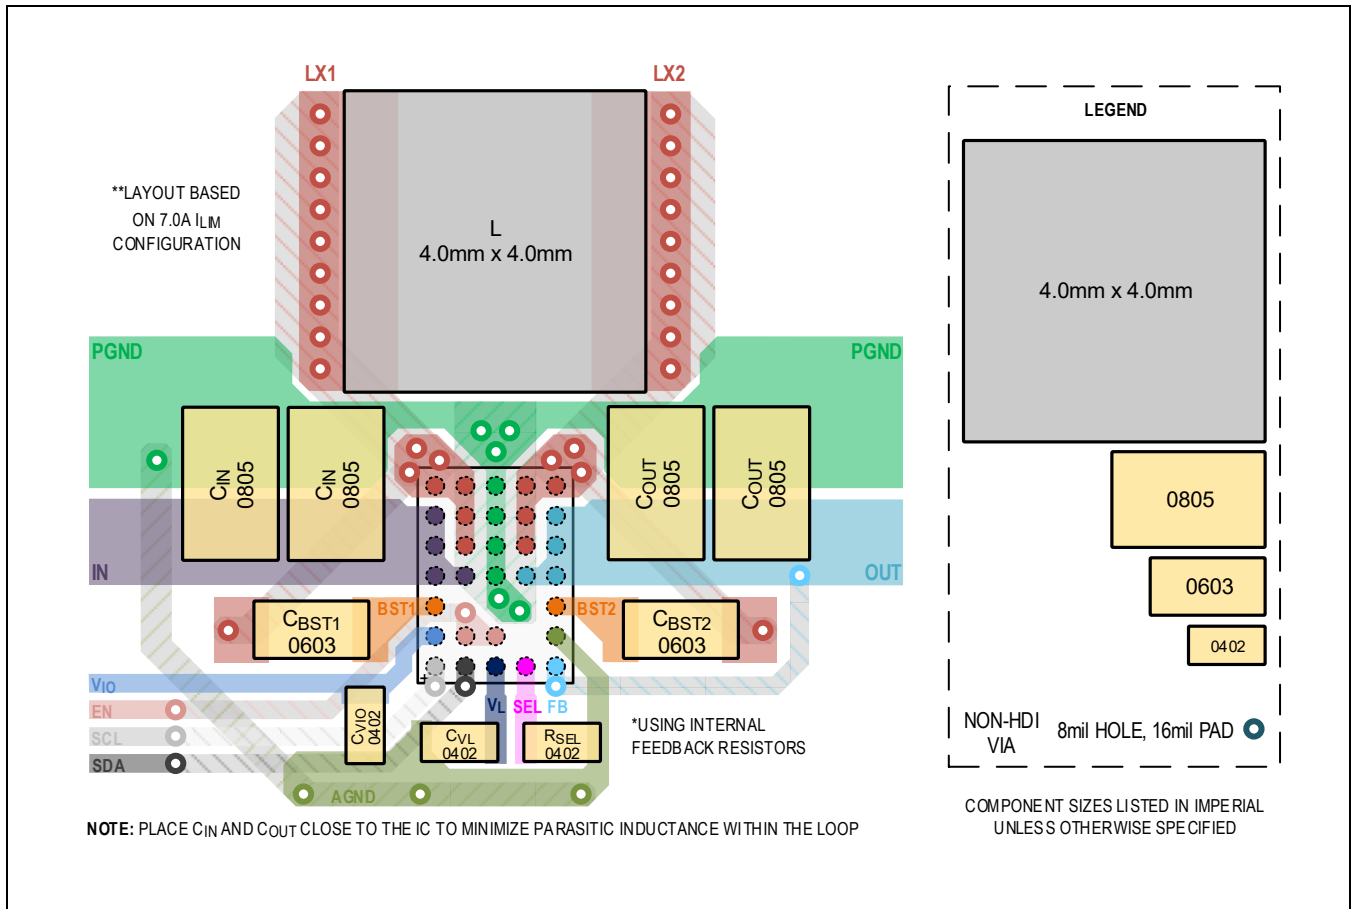 LX1
LX2
**LAYOUT BASED
ON 7.0A ILIM
CONFIGURATION
L
4.0mm x 4.0mm
PGND
PGND
CIN
0805
CIN
0805
COUT
0805
COUT
0805
IN
OUT
BST1
BST2
CBST1
0603
CBST2
0603
VIO
EN
SCL
SDA
+
CVIO
0402
VL
SEL
FB
CVL
0402
RSEL
0402
*USING INTERNAL
FEEDBACK RESISTORS
AGND
NOTE: PLACE CIN AND COUT CLOSE TO THE IC TO MINIMIZE PARASITIC INDUCTANCE WITHIN THE LOOP
LEGEND
4.0mm x 4.0mm
0805
0603
0402
NON-HDI
VIA
8mil HOLE, 16mil PAD
COMPONENT SIZES LISTED IN IMPERIAL
UNLESS OTHERWISE SPECIFIED